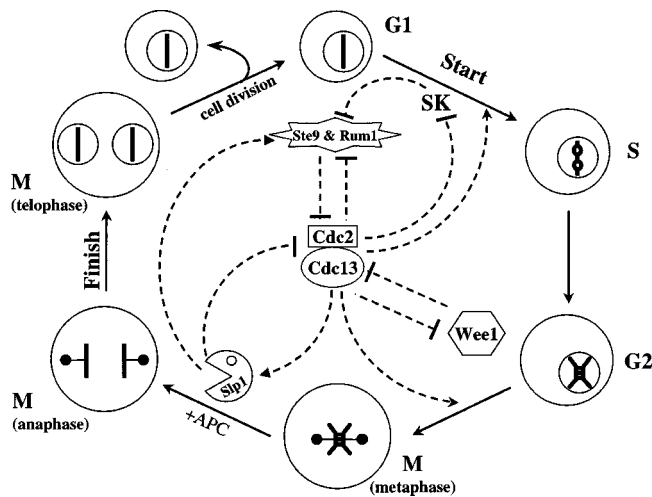 G1
Start
cell division
SK
Ste9 & Rum1
S
M
(telophase)
Cdc2
Cdc13
Finish
Wee1
G2
Slp1
M
(anaphase)
+APC
M
(metaphase)